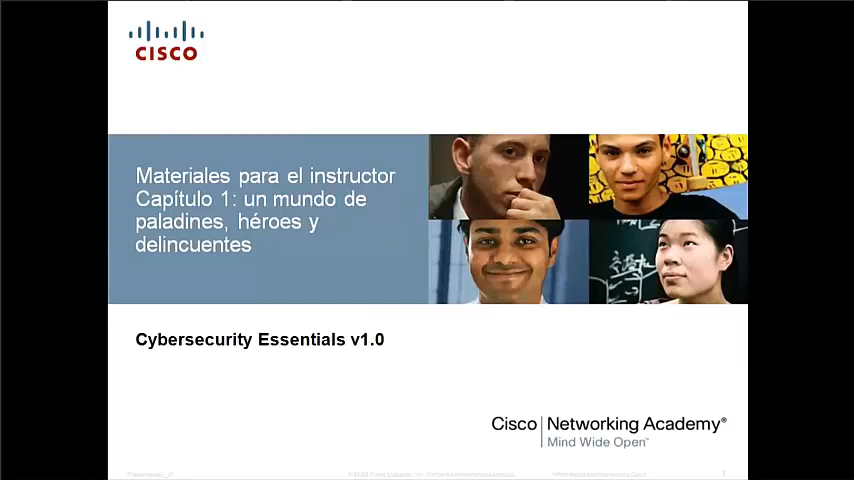 CISCO
Materiales para el instructor
Capítulo 1: un mundo de
paladines, héroes y
delincuentes
Cybersecurity Essentials v1.0
Cisco Networking Academy®
Mind Wide Open™
1